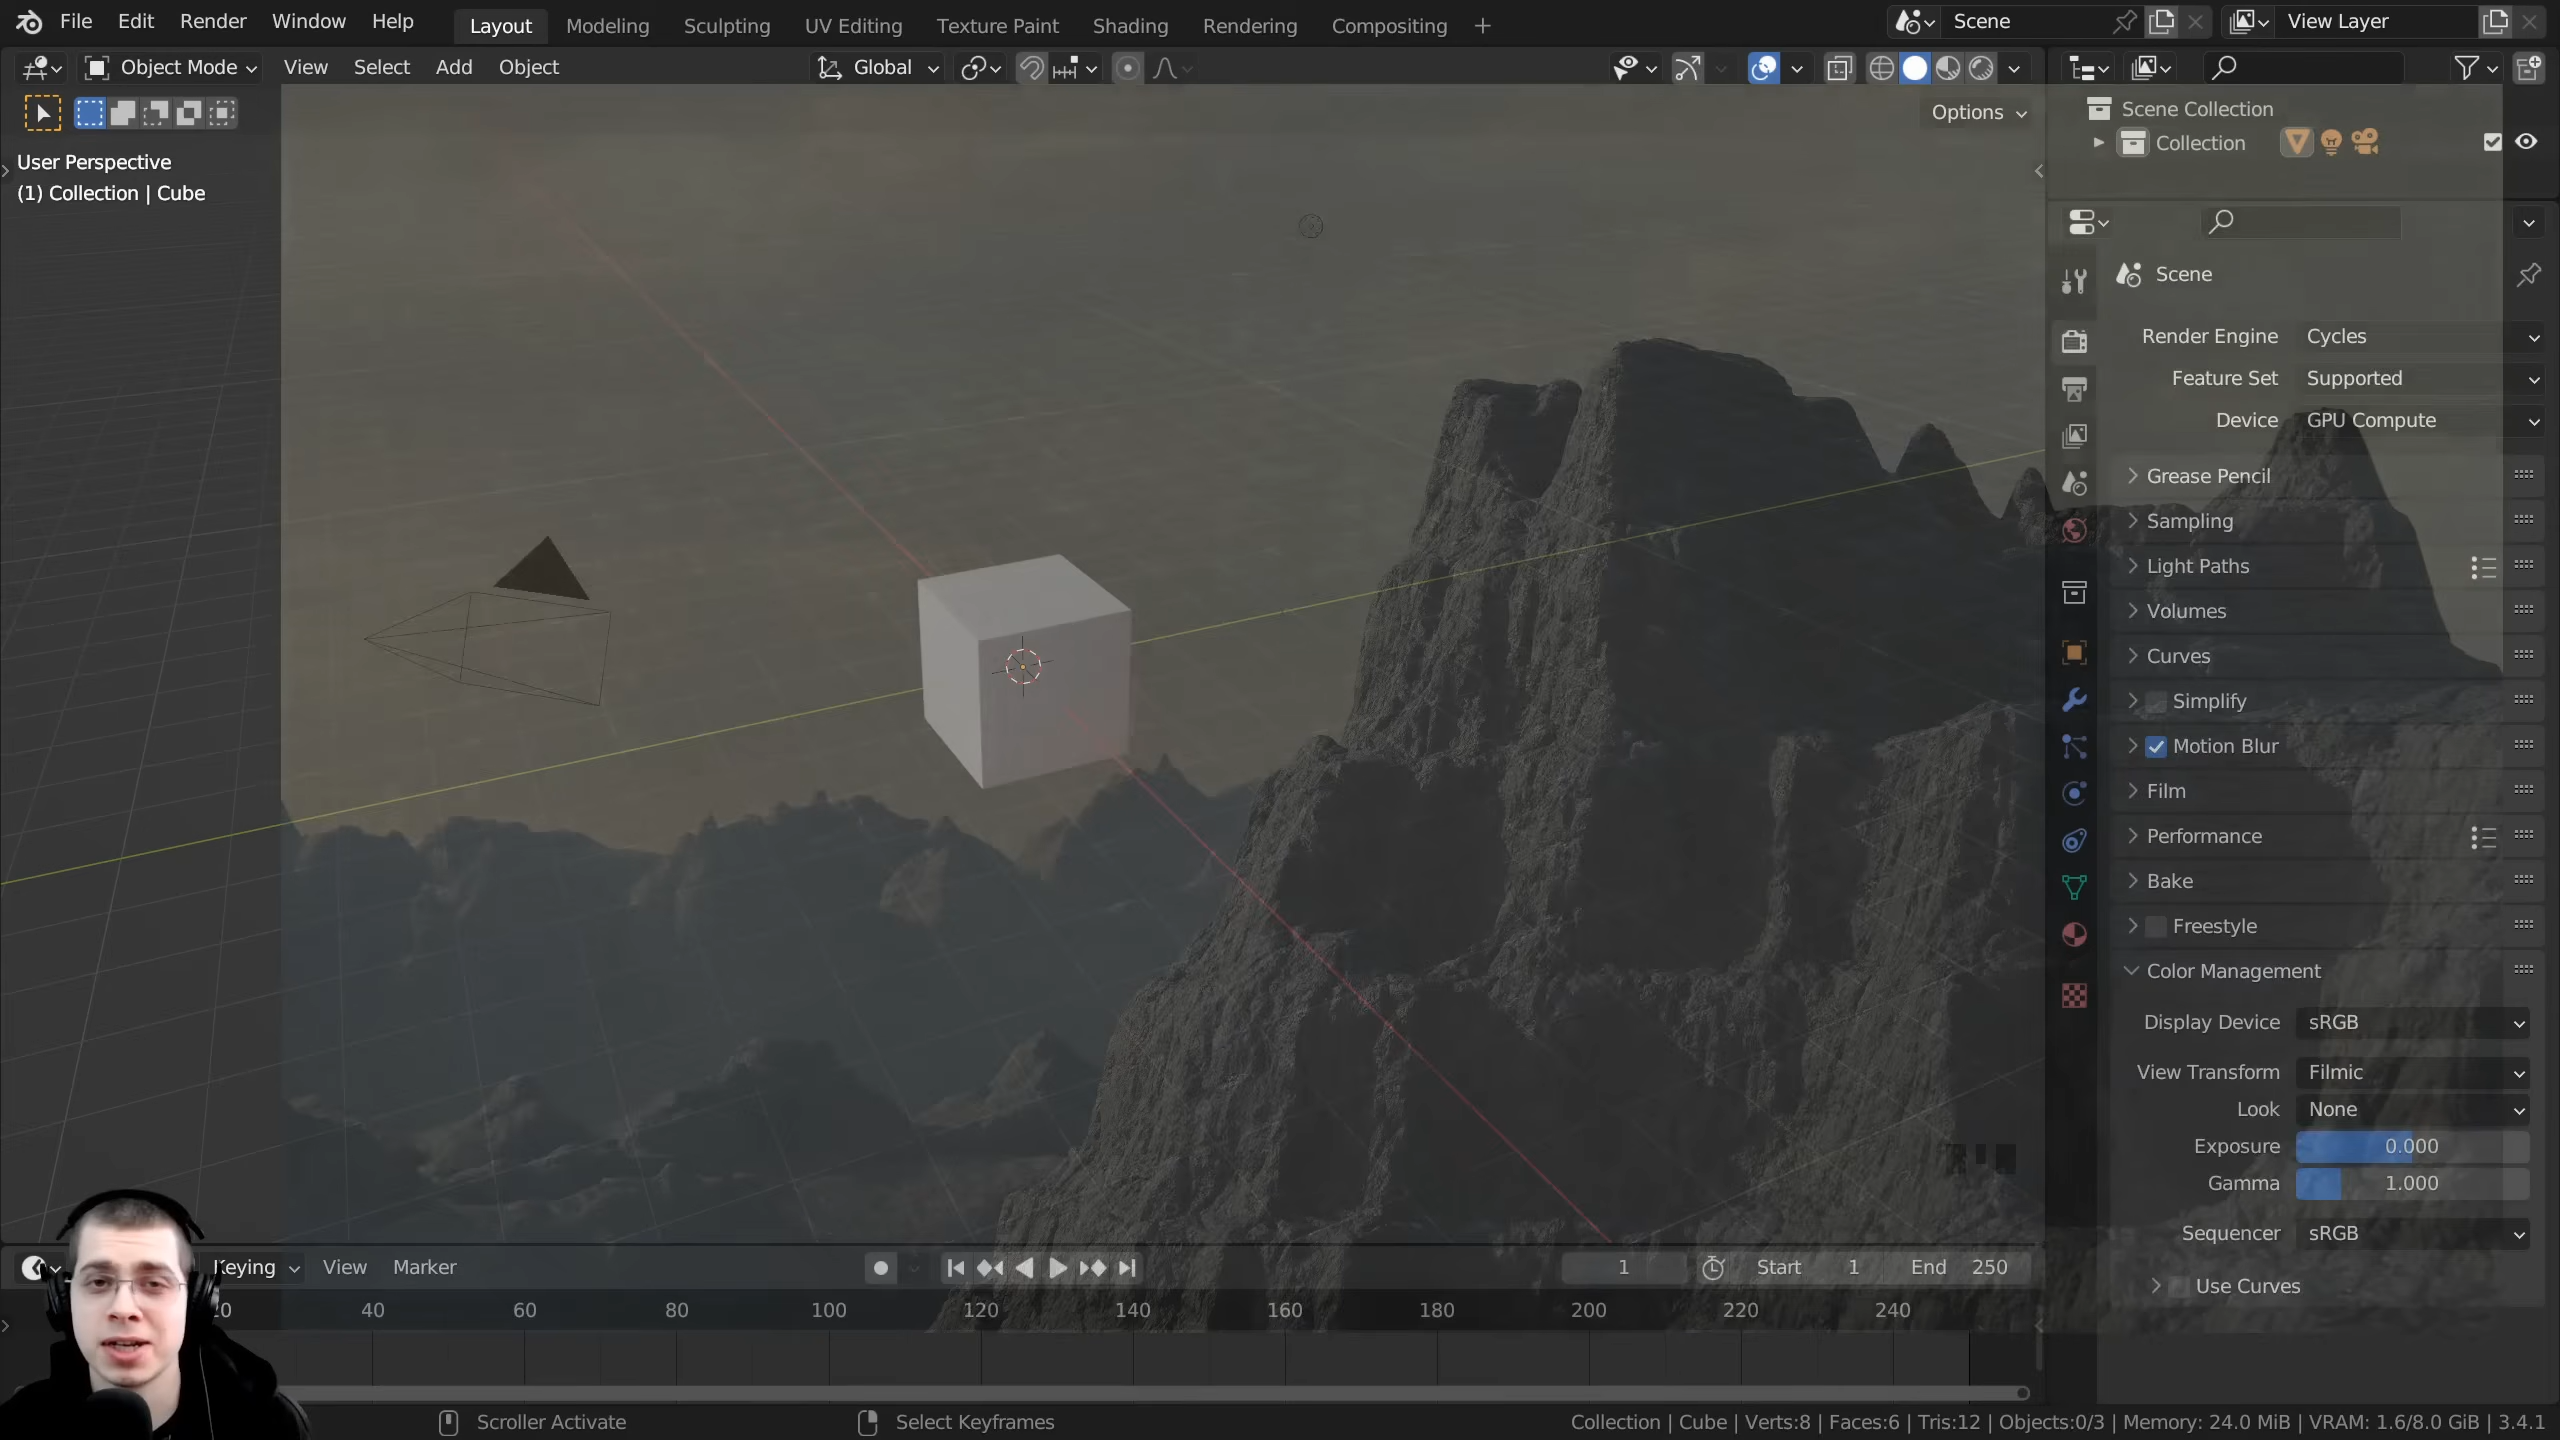 File Edit Render Window Help Layout Modeling Sculpting UV Editing Texture Paint Shading Rendering Compositing + Scene View Layer
Object Mode View Select Add Object Global
Options
User Perspective
(1) Collection | Cube
Scene Collection
Collection
Scene
Render Engine Cycles
Feature Set Supported
Device GPU Compute
Grease Pencil
Sampling
Light Paths
Volumes
Curves
Simplify
Motion Blur
Film
Performance
Bake
Freestyle
Color Management
Display Device sRGB
View Transform Filmic
Look None
Exposure 0.000
Gamma 1.000
Sequencer sRGB
Use Curves
Keying View Marker 1 Start 1 End 250
20 40 60 80 100 120 140 160 180 200 220 240
Scroller Activate Select Keyframes Collection | Cube | Verts:8 | Faces:6 | Tris:12 | Objects:0/3 | Memory: 24.0 MiB | VRAM: 1.6/8.0 GiB | 3.4.1